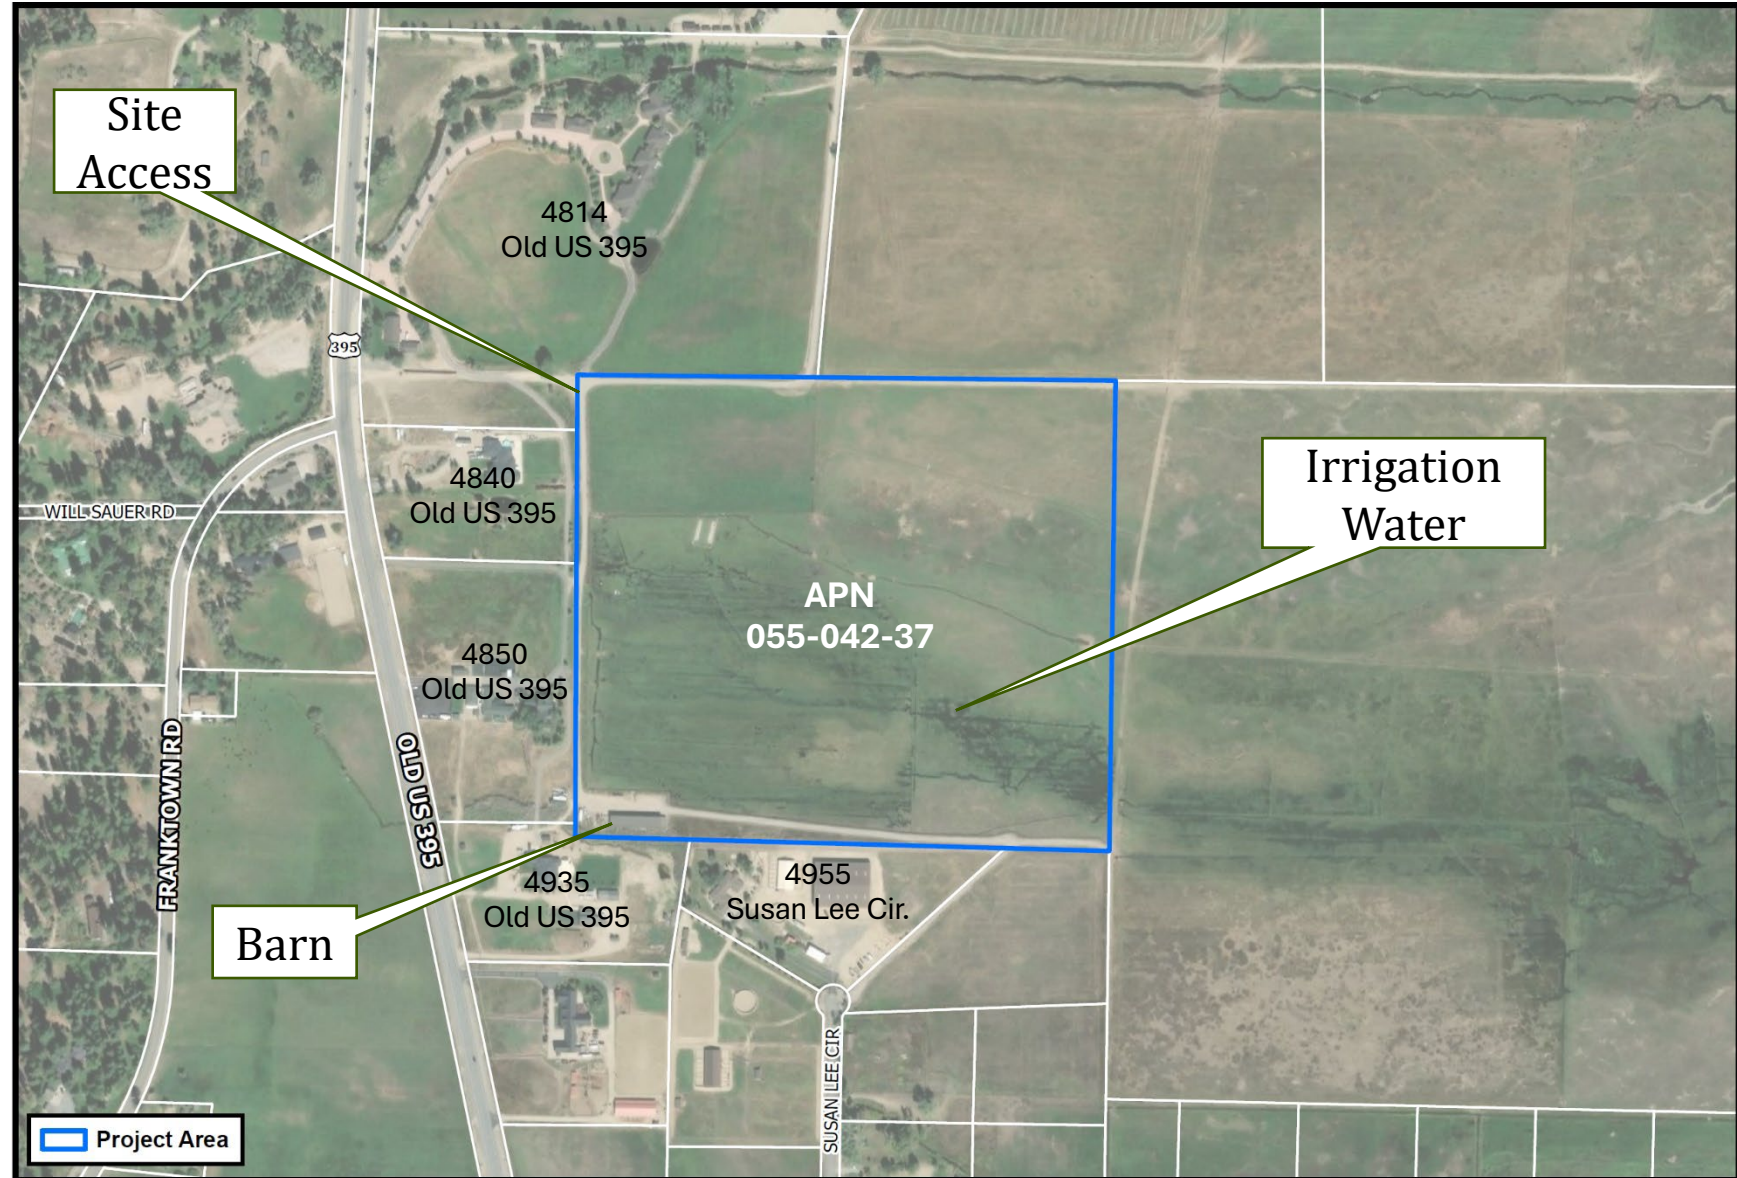 Site
Access
4814
Old US 395
395
4840
Old US 395
WILL SAUER RD
Irrigation
Water
APN
055-042-37
4850
Old US 395
FRANKTOWN RD
OLD US 395
4935
Old US 395
4955
Susan Lee Cir.
Barn
SUSAN LEE CIR
Project Area